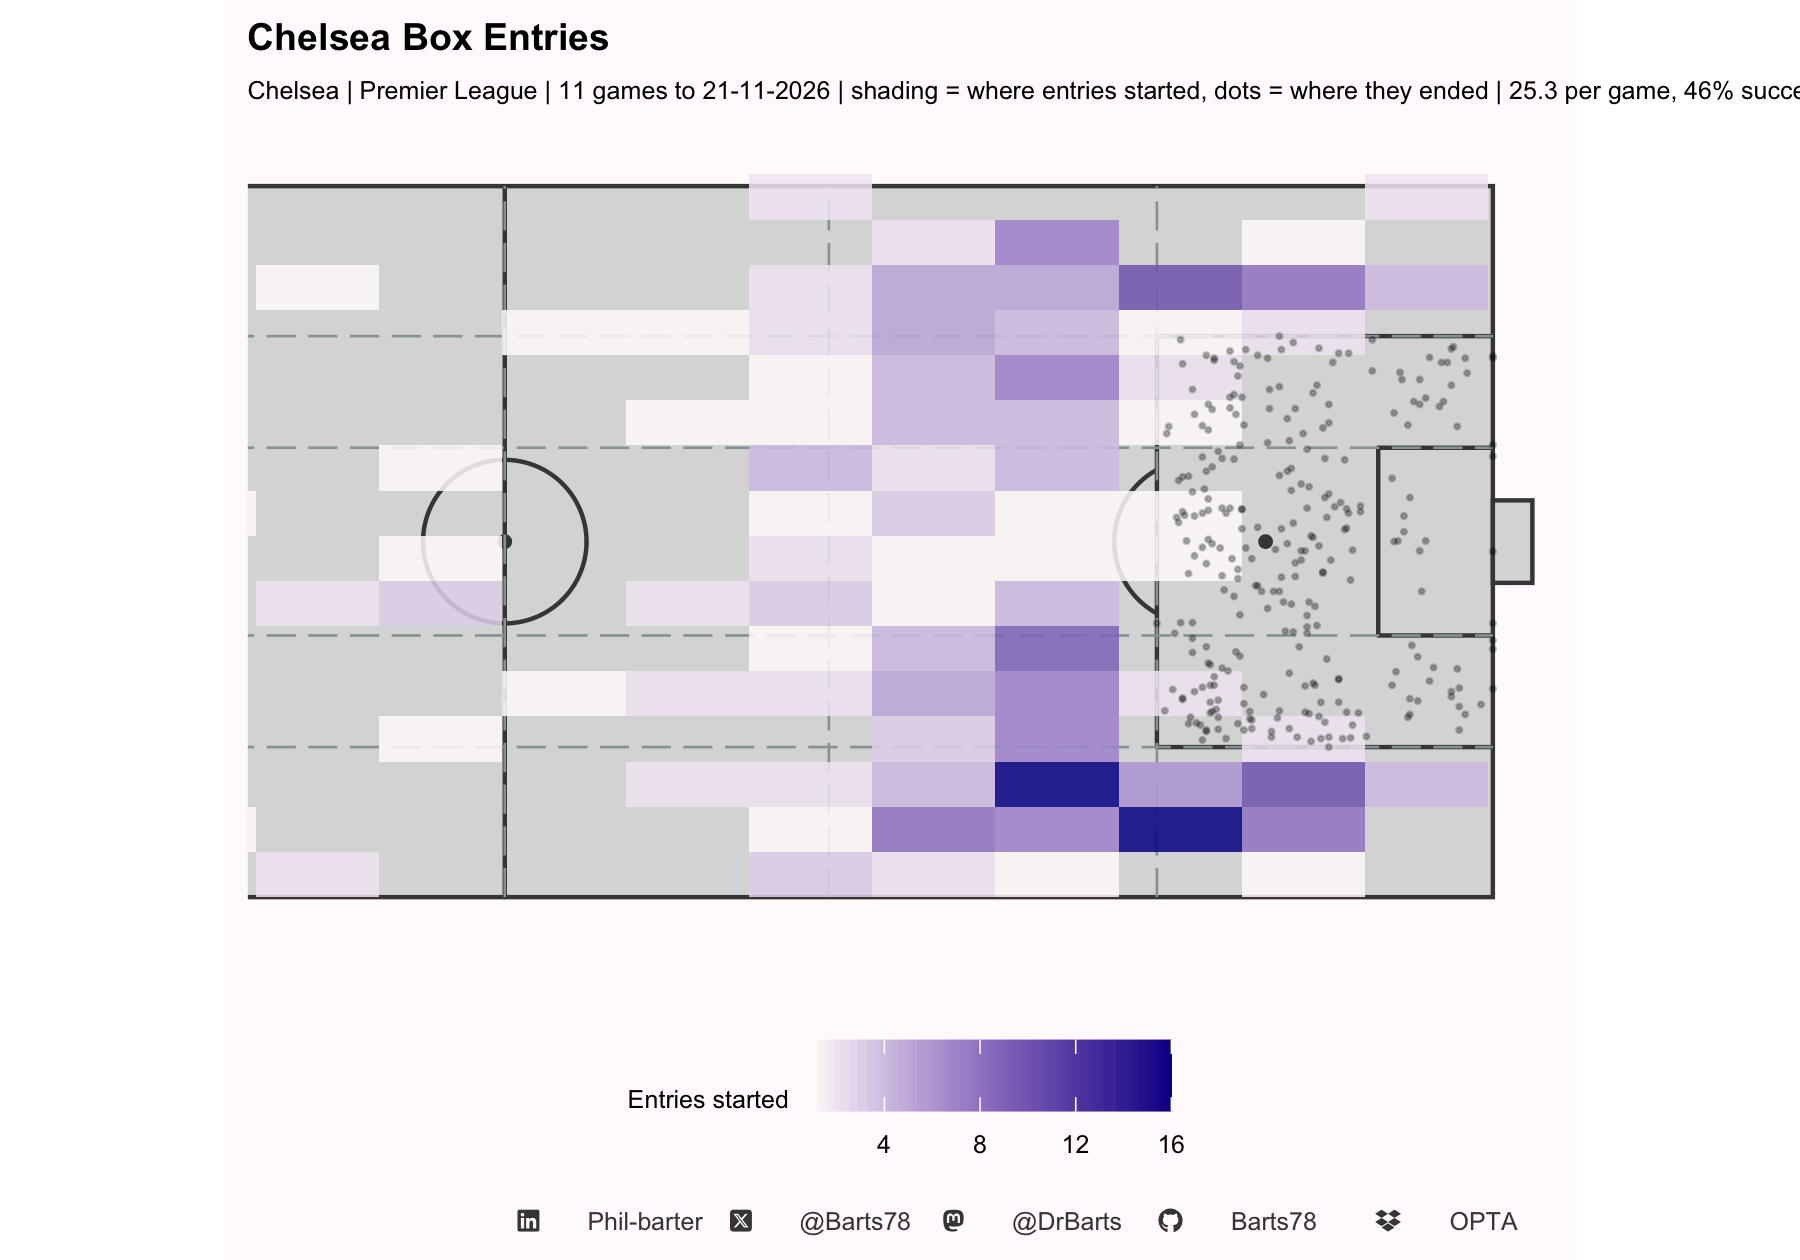 Chelsea Box Entries
Chelsea | Premier League | 11 games to 21-11-2026 | shading = where entries started, dots = where they ended | 25.3 per game, 46% succe
Entries started
4 8 12 16
Phil-barter @Barts78 @DrBarts Barts78 OPTA